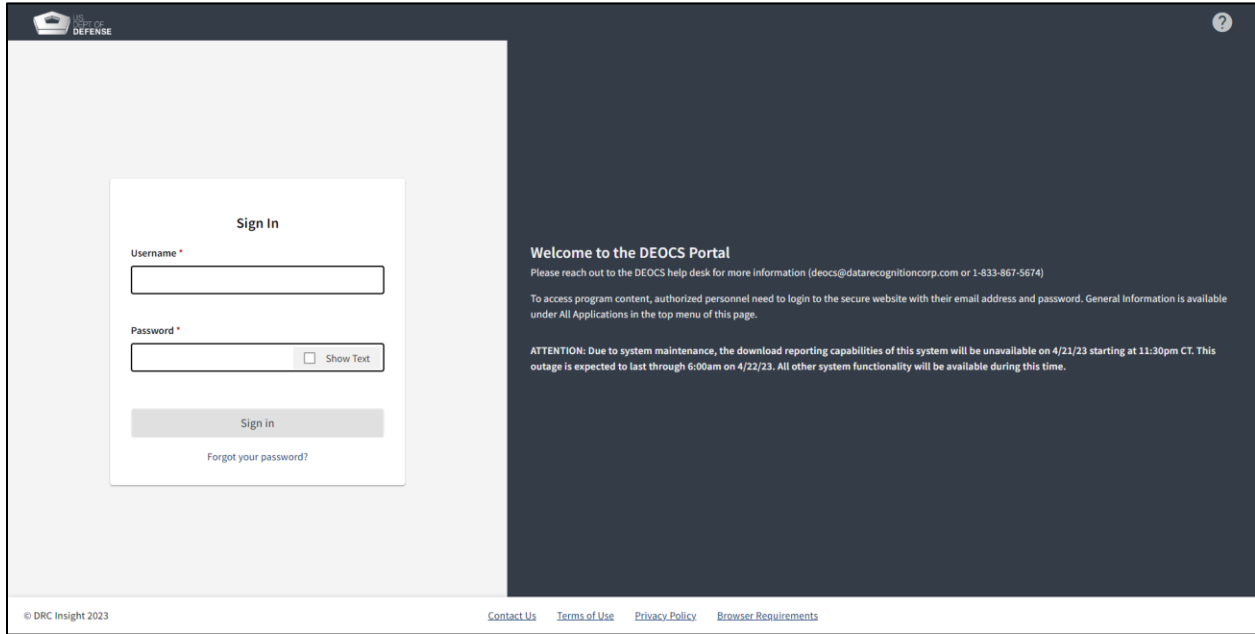 U.S.
DEPT OF
DEFENSE
?
Sign In
Username *
Password *
Show Text
Sign in
Forgot your password?
Welcome to the DEOCS Portal
Please reach out to the DEOCS help desk for more information (deocs@datarecognitioncorp.com or 1-833-867-5674)
To access program content, authorized personnel need to login to the secure website with their email address and password. General Information is available
under All Applications in the top menu of this page.
ATTENTION: Due to system maintenance, the download reporting capabilities of this system will be unavailable on 4/21/23 starting at 11:30pm CT. This
outage is expected to last through 6:00am on 4/22/23. All other system functionality will be available during this time.
© DRC Insight 2023
Contact Us Terms of Use Privacy Policy Browser Requirements